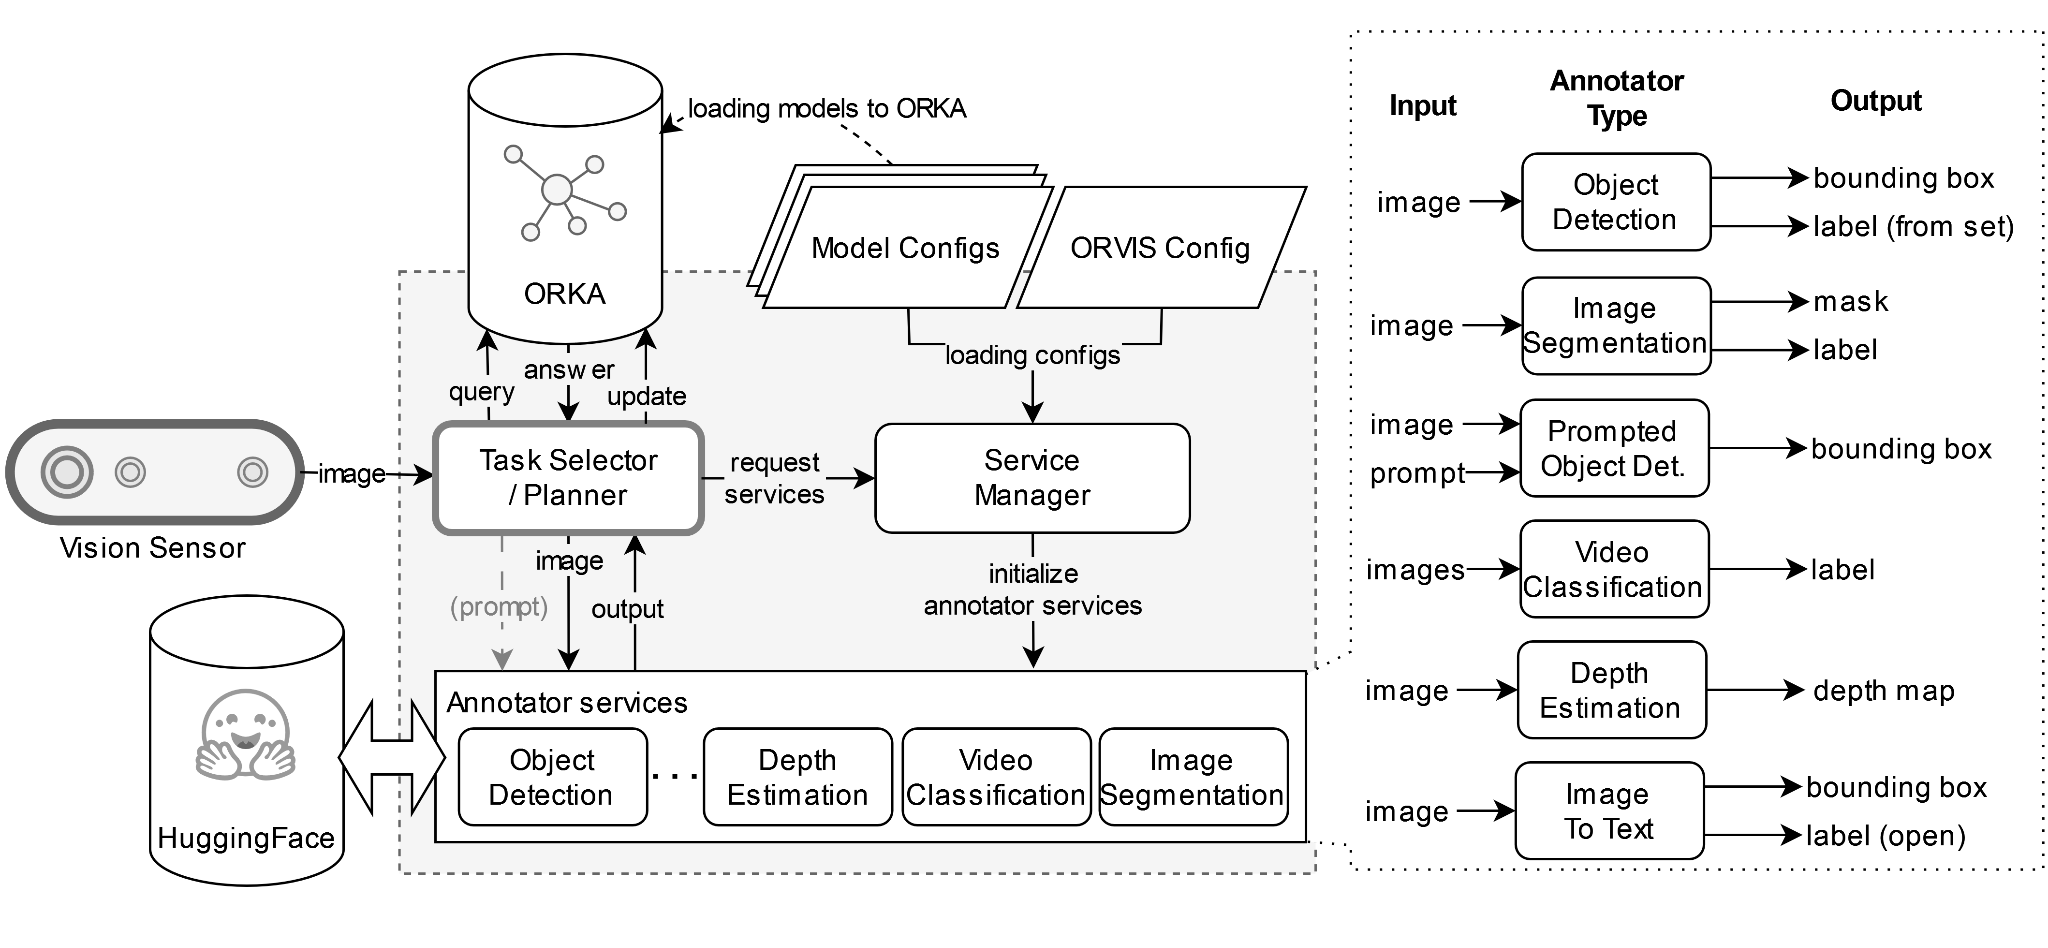 loading models to ORKA
ORKA
Model Configs
ORVIS Config
loading configs
query
answer
update
Vision Sensor
image
Task Selector
/ Planner
request
services
Service
Manager
(prompt)
image
output
initialize
annotator services
HuggingFace
Annotator services
Object
Detection
. . .
Depth
Estimation
Video
Classification
Image
Segmentation
Input
Annotator
Type
Output
image
Object
Detection
bounding box
label (from set)
image
Image
Segmentation
mask
label
image
prompt
Prompted
Object Det.
bounding box
images
Video
Classification
label
image
Depth
Estimation
depth map
image
Image
To Text
bounding box
label (open)